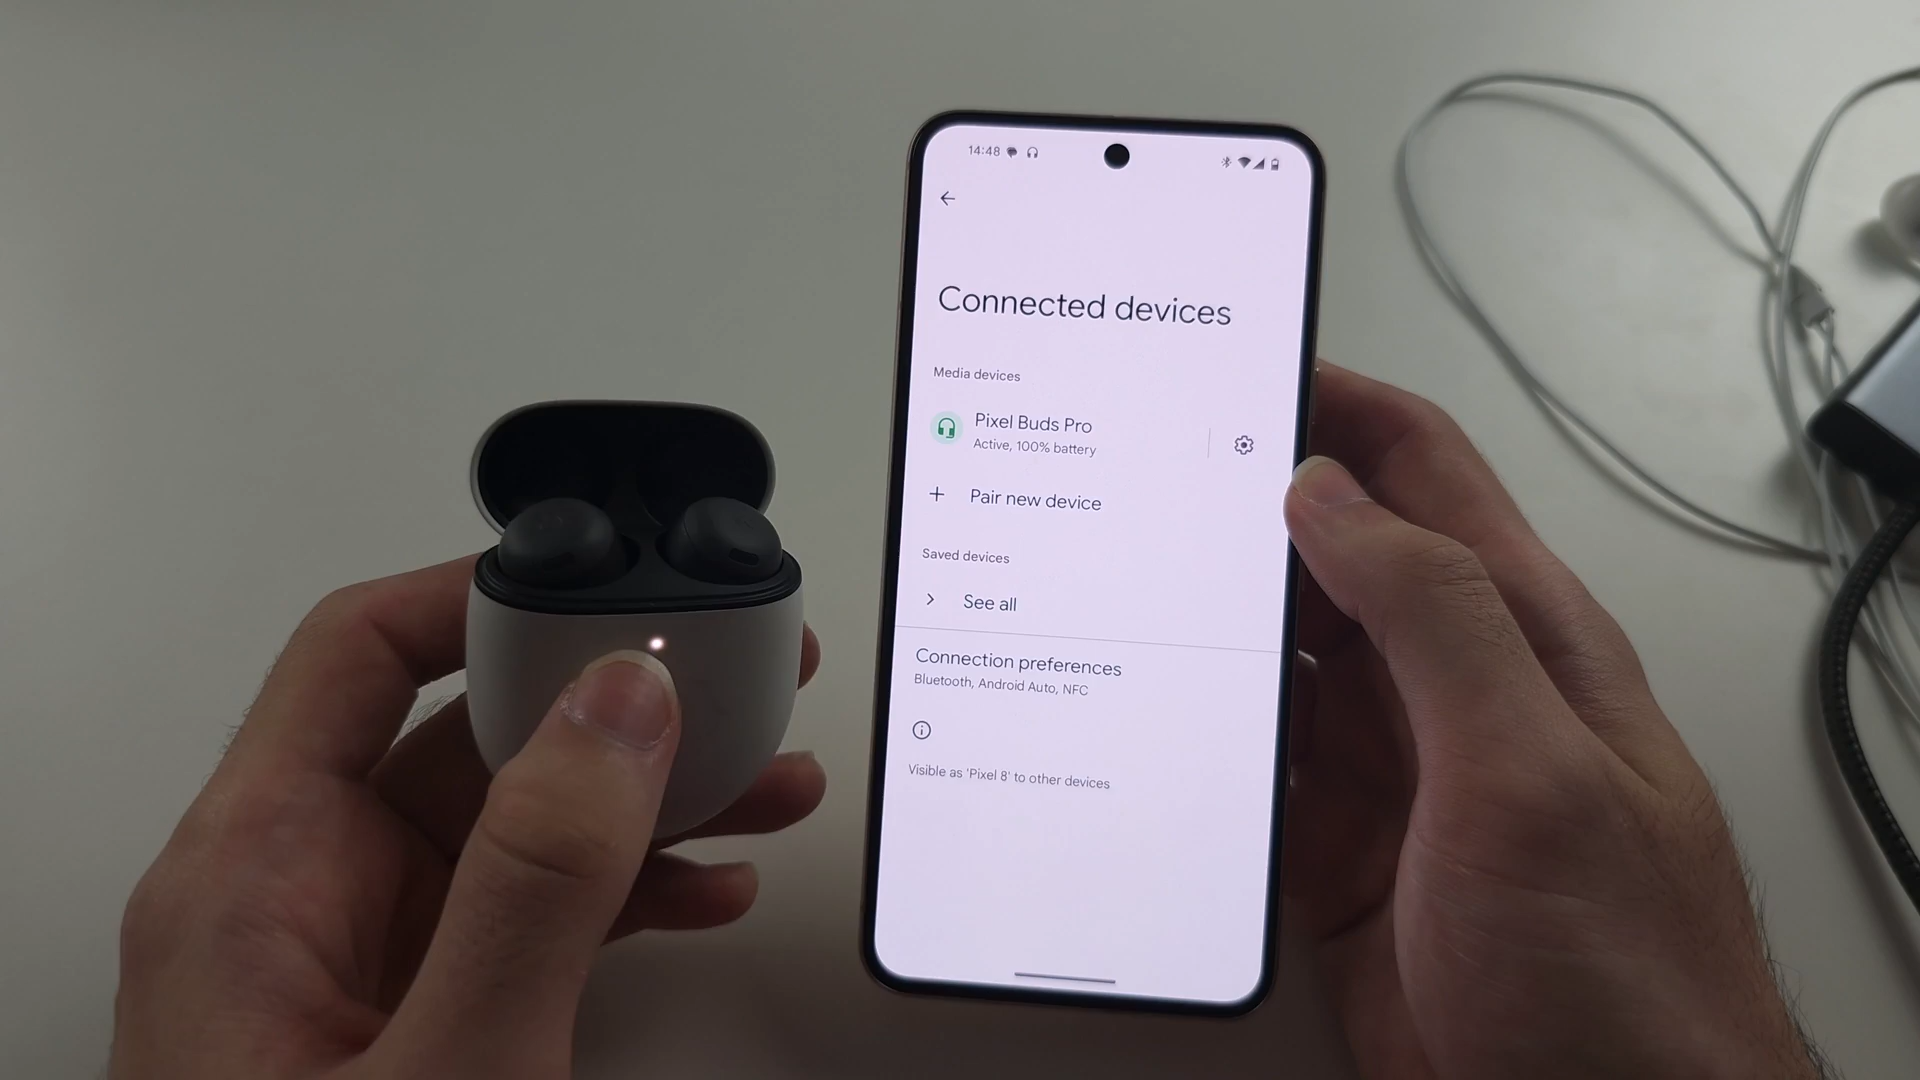 14:48
Connected devices
Media devices
Pixel Buds Pro
Active, 100% battery
Pair new device
Saved devices
See all
Connection preferences
Bluetooth, Android Auto, NFC
Visible as 'Pixel 8' to other devices